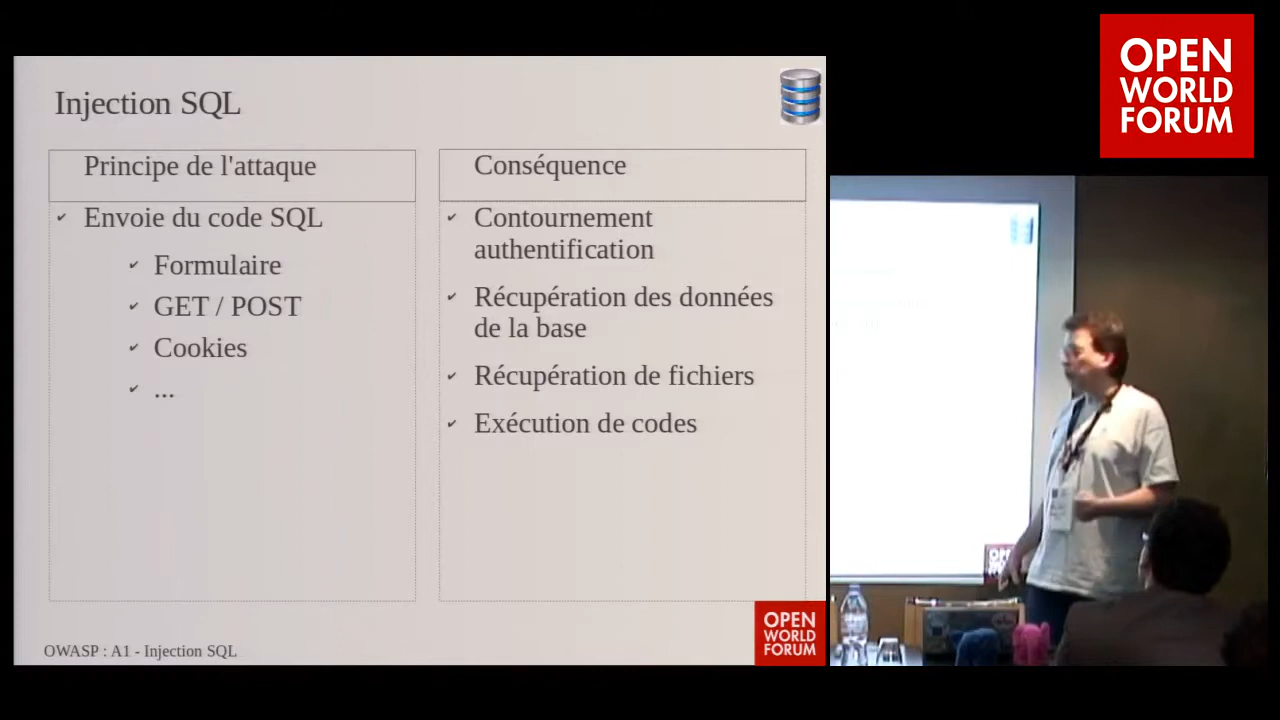 OPEN
WORLD
FORUM
Injection SQL
Principe de l'attaque
Envoie du code SQL
Formulaire
GET / POST
Cookies
...
Conséquence
Contournement
authentification
Récupération des données
de la base
Récupération de fichiers
Exécution de codes
OPEN
WORLD
FORUM
OWASP : A1 - Injection SQL